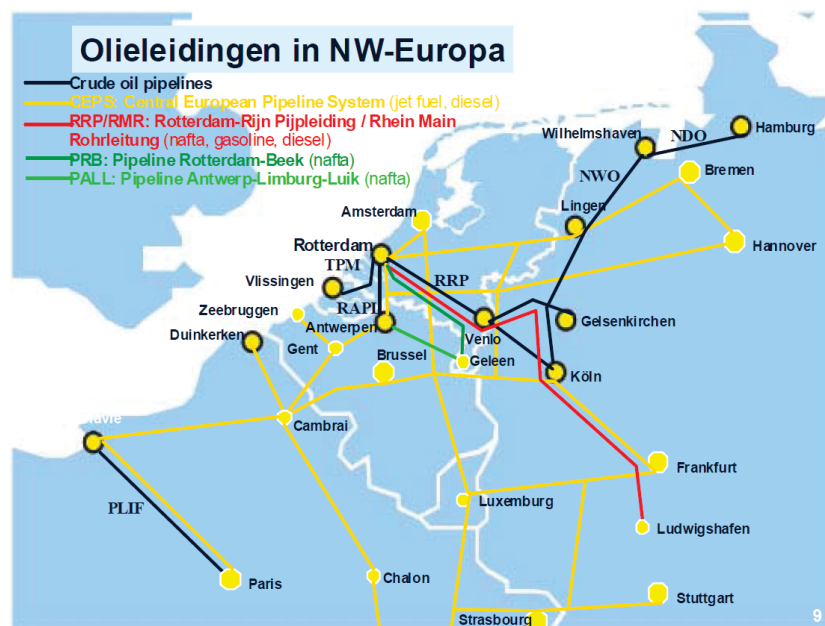 Olieleidingen in NW-Europa
Crude oil pipelines
CEPS: Central European Pipeline System (jet fuel, diesel)
RRP/RMR: Rotterdam-Rijn Pijpleiding / Rhein Main
Rohrleitung (nafta, gasoline, diesel)
PRB: Pipeline Rotterdam-Beek (nafta)
PALL: Pipeline Antwerp-Limburg-Luik (nafta)
Wilhelmshaven
NDO
Hamburg
Bremen
NWO
Lingen
Amsterdam
Hannover
Rotterdam
TPM
Vlissingen
RRP
Zeebruggen
RAPL
Antwerpen
Gelsenkirchen
Duinkerken
Venlo
Gent
Brussel
Geleen
Köln
Cambrai
Frankfurt
PLIF
Luxemburg
Ludwigshafen
Paris
Chalon
Stuttgart
Strasbourg
9